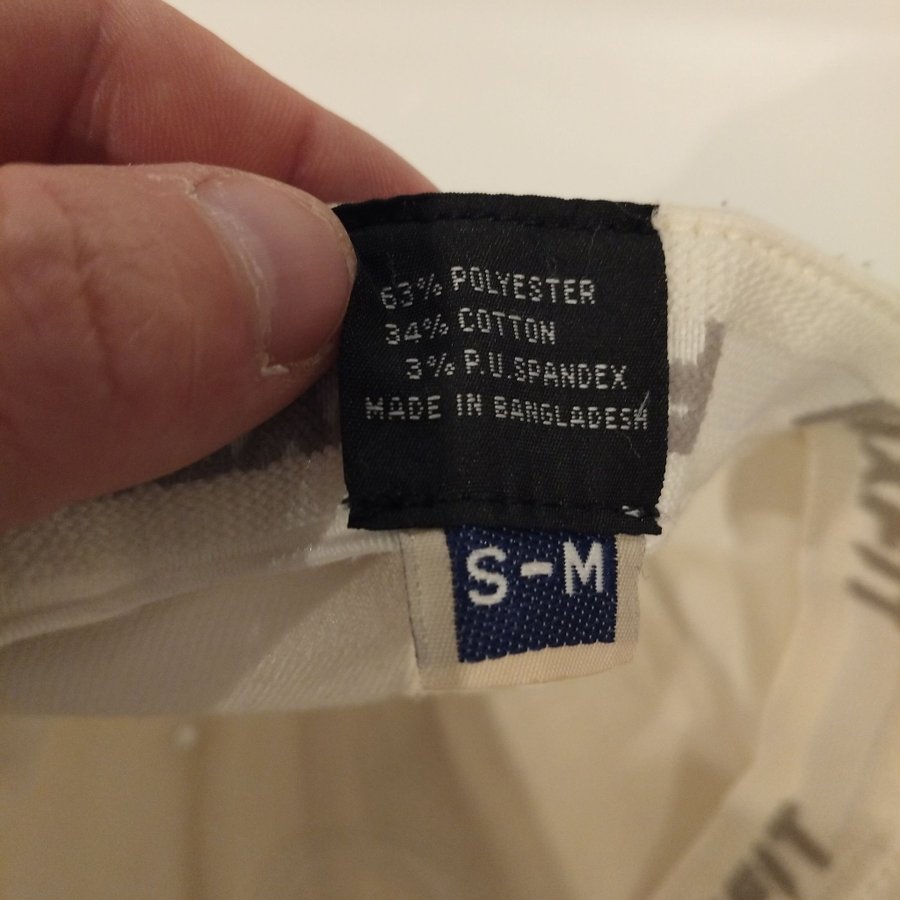 63% POLYESTER
34% COTTON
3% P.U.SPANDEX
MADE IN BANGLADESH
S-M